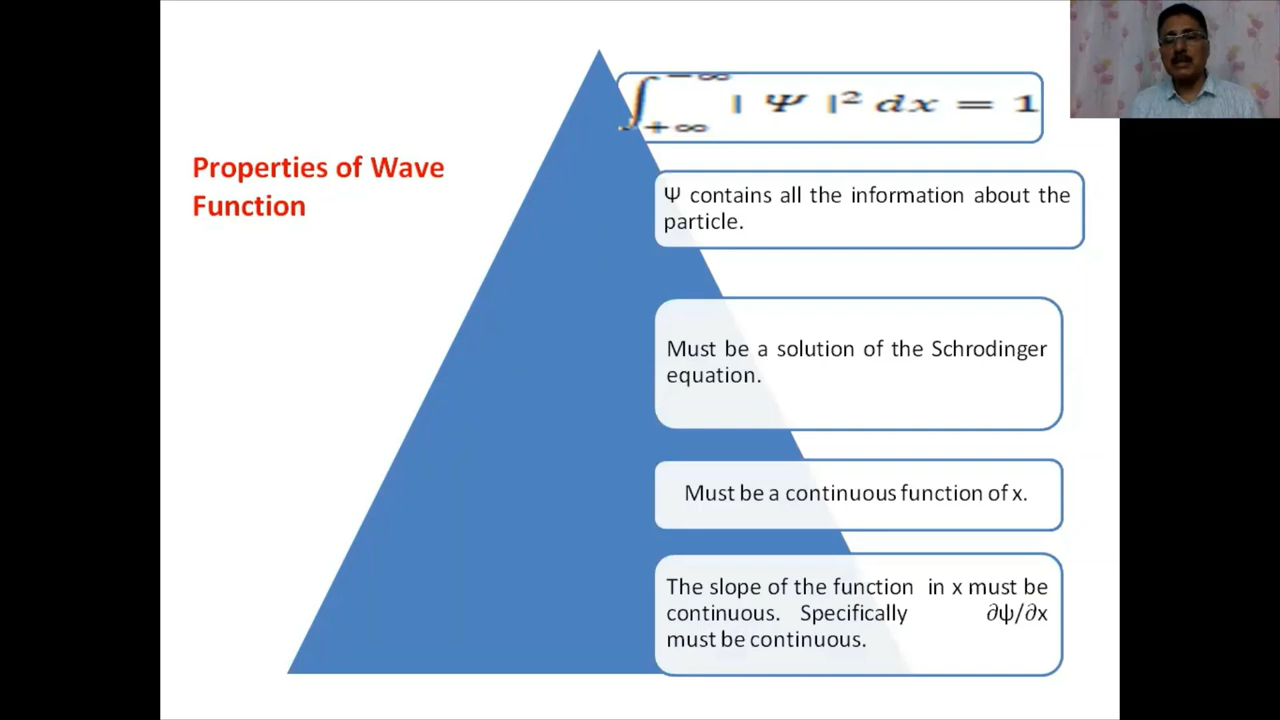 ∫₊∞⁻∞ | Ψ |² dx = 1
Properties of Wave
Function
Ψ contains all the information about the
particle.
Must be a solution of the Schrodinger
equation.
Must be a continuous function of x.
The slope of the function in x must be
continuous. Specifically ∂ψ/∂x
must be continuous.